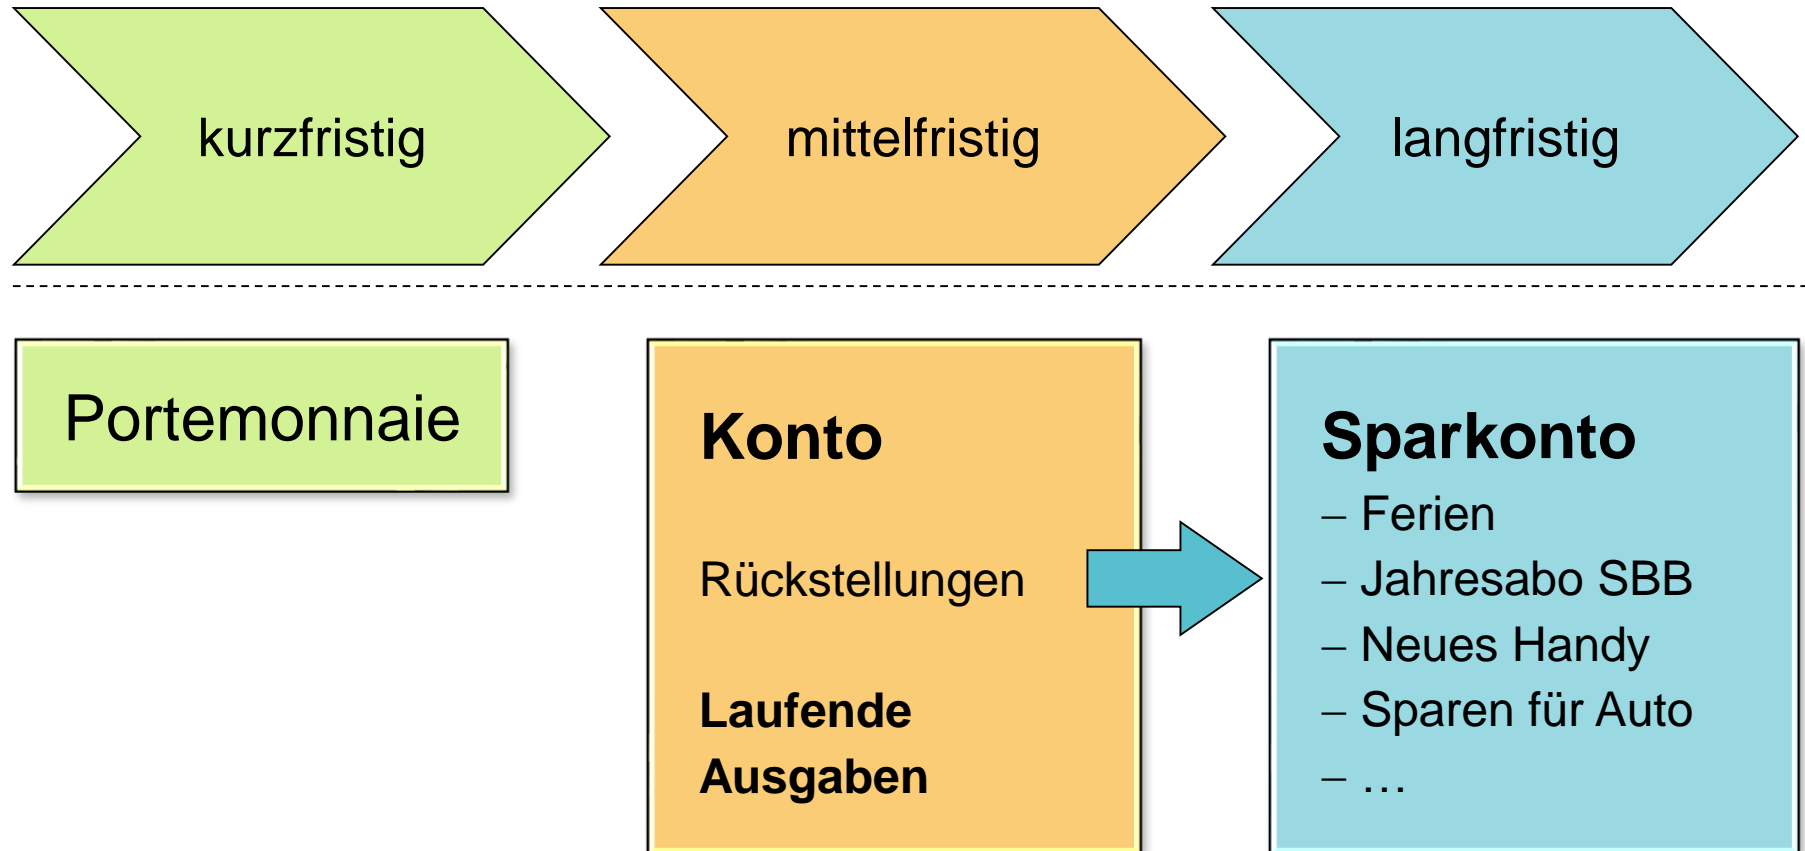 kurzfristig
mittelfristig
langfristig
Portemonnaie
Konto
Rückstellungen
Laufende
Ausgaben
Sparkonto
– Ferien
– Jahresabo SBB
– Neues Handy
– Sparen für Auto
– …